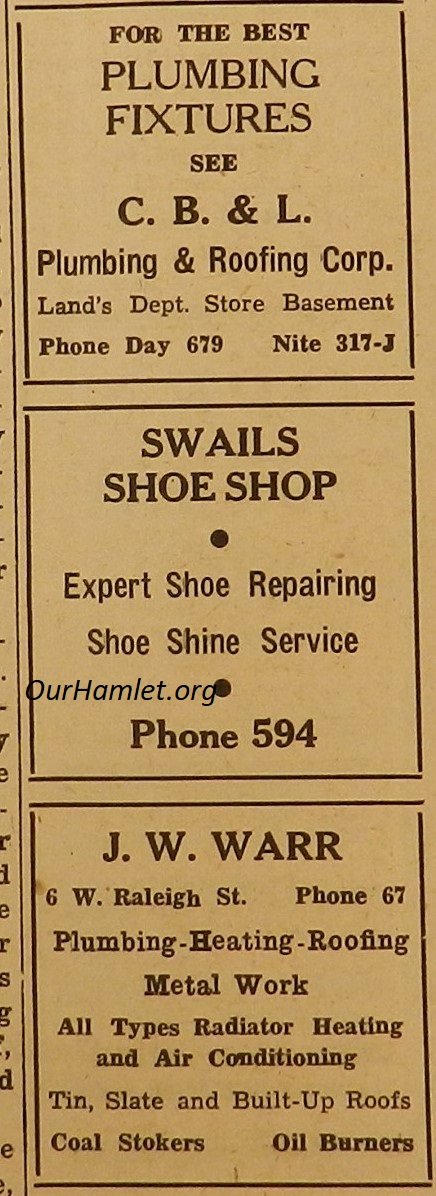 FOR THE BEST
PLUMBING
FIXTURES
SEE
C. B. & L.
Plumbing & Roofing Corp.
Land's Dept. Store Basement
Phone Day 679 Nite 317-J
SWAILS
SHOE SHOP
Expert Shoe Repairing
Shoe Shine Service
OurHamlet.org
Phone 594
J. W. WARR
6 W. Raleigh St. Phone 67
Plumbing-Heating-Roofing
Metal Work
All Types Radiator Heating
and Air Conditioning
Tin, Slate and Built-Up Roofs
Coal Stokers Oil Burners